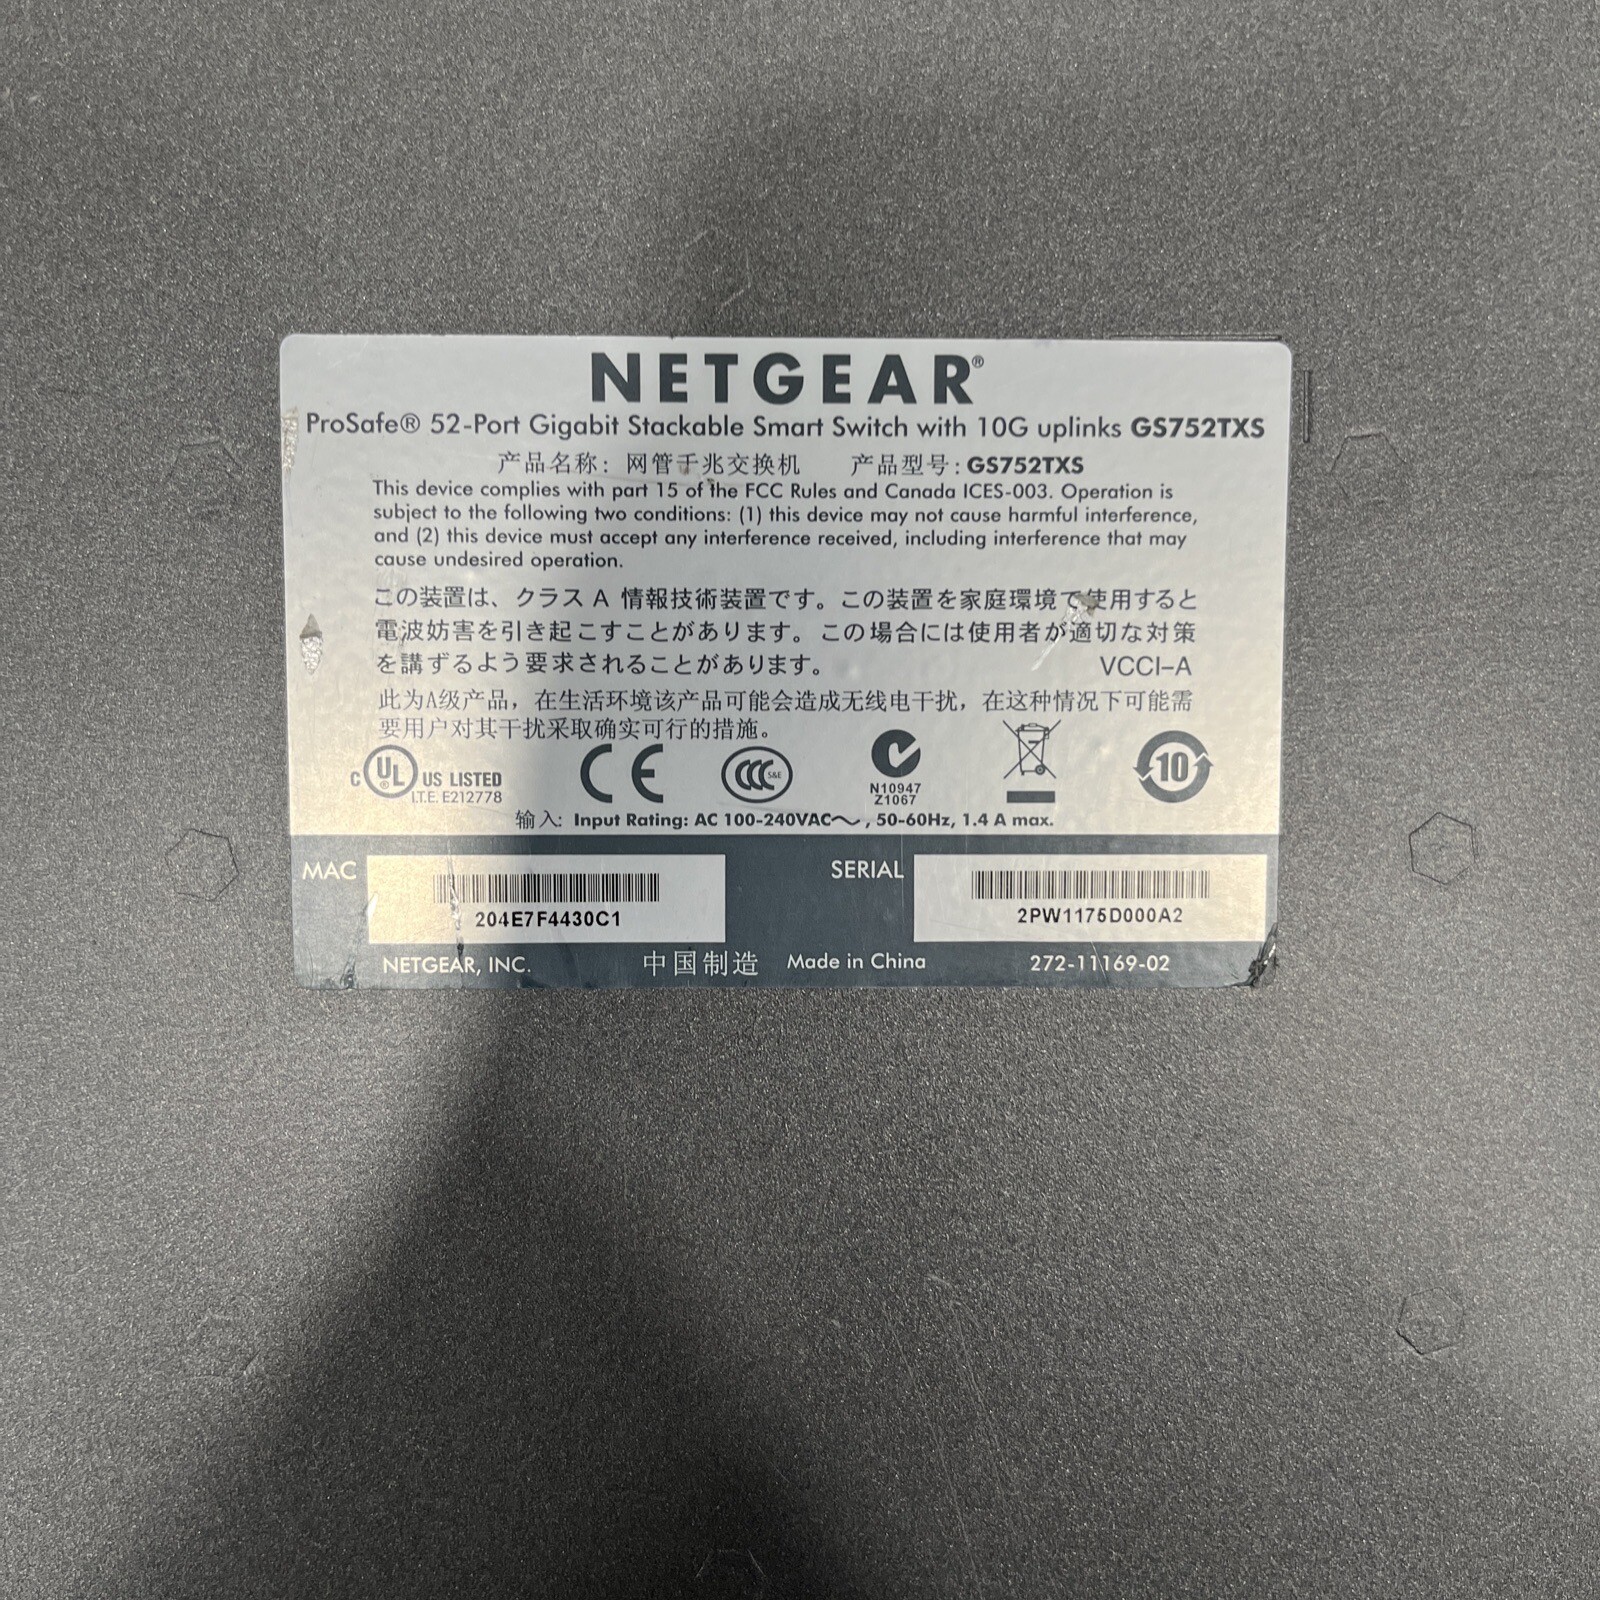 NETGEAR®
ProSafe® 52-Port Gigabit Stackable Smart Switch with 10G uplinks GS752TXS
产品名称: 网管千兆交换机 产品型号: GS752TXS
This device complies with part 15 of the FCC Rules and Canada ICES-003. Operation is
subject to the following two conditions: (1) this device may not cause harmful interference,
and (2) this device must accept any interference received, including interference that may
cause undesired operation.
この装置は、クラス A 情報技術装置です。この装置を家庭環境で使用すると
電波妨害を引き起こすことがあります。この場合には使用者が適切な対策
を講ずるよう要求されることがあります。 VCCI-A
此为A级产品，在生活环境该产品可能会造成无线电干扰，在这种情况下可能需
要用户对其干扰采取确实可行的措施。
C UL ® US LISTED
I.T.E. E212778
CE
CCC S&E
N10947
Z1067
10
输入: Input Rating: AC 100-240VAC～, 50-60Hz, 1.4 A max.
MAC
204E7F4430C1
SERIAL
2PW1175D000A2
NETGEAR, INC. 中国制造 Made in China 272-11169-02